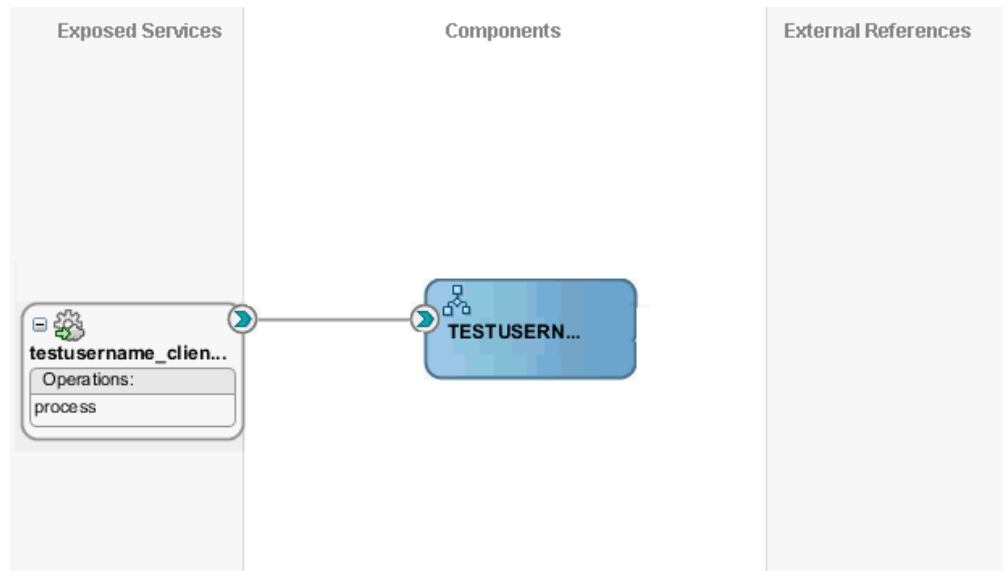 Exposed Services
Components
External References
testusername_clien...
Operations:
process
TESTUSERN...